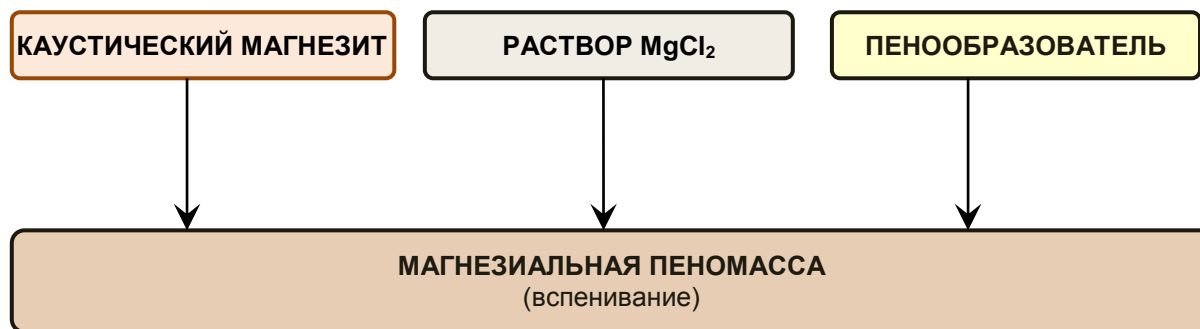 КАУСТИЧЕСКИЙ МАГНЕЗИТ
РАСТВОР MgCl₂
ПЕНООБРАЗОВАТЕЛЬ
МАГНЕЗИАЛЬНАЯ ПЕНОМАССА
(вспенивание)